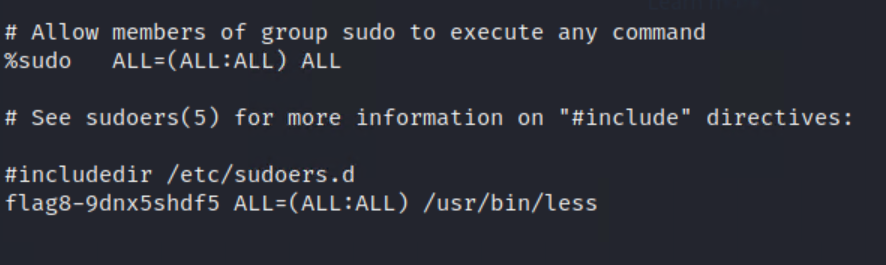 # Allow members of group sudo to execute any command
%sudo   ALL=(ALL:ALL) ALL
# See sudoers(5) for more information on "#include" directives:
#includedir /etc/sudoers.d
flag8-9dnx5shdf5 ALL=(ALL:ALL) /usr/bin/less